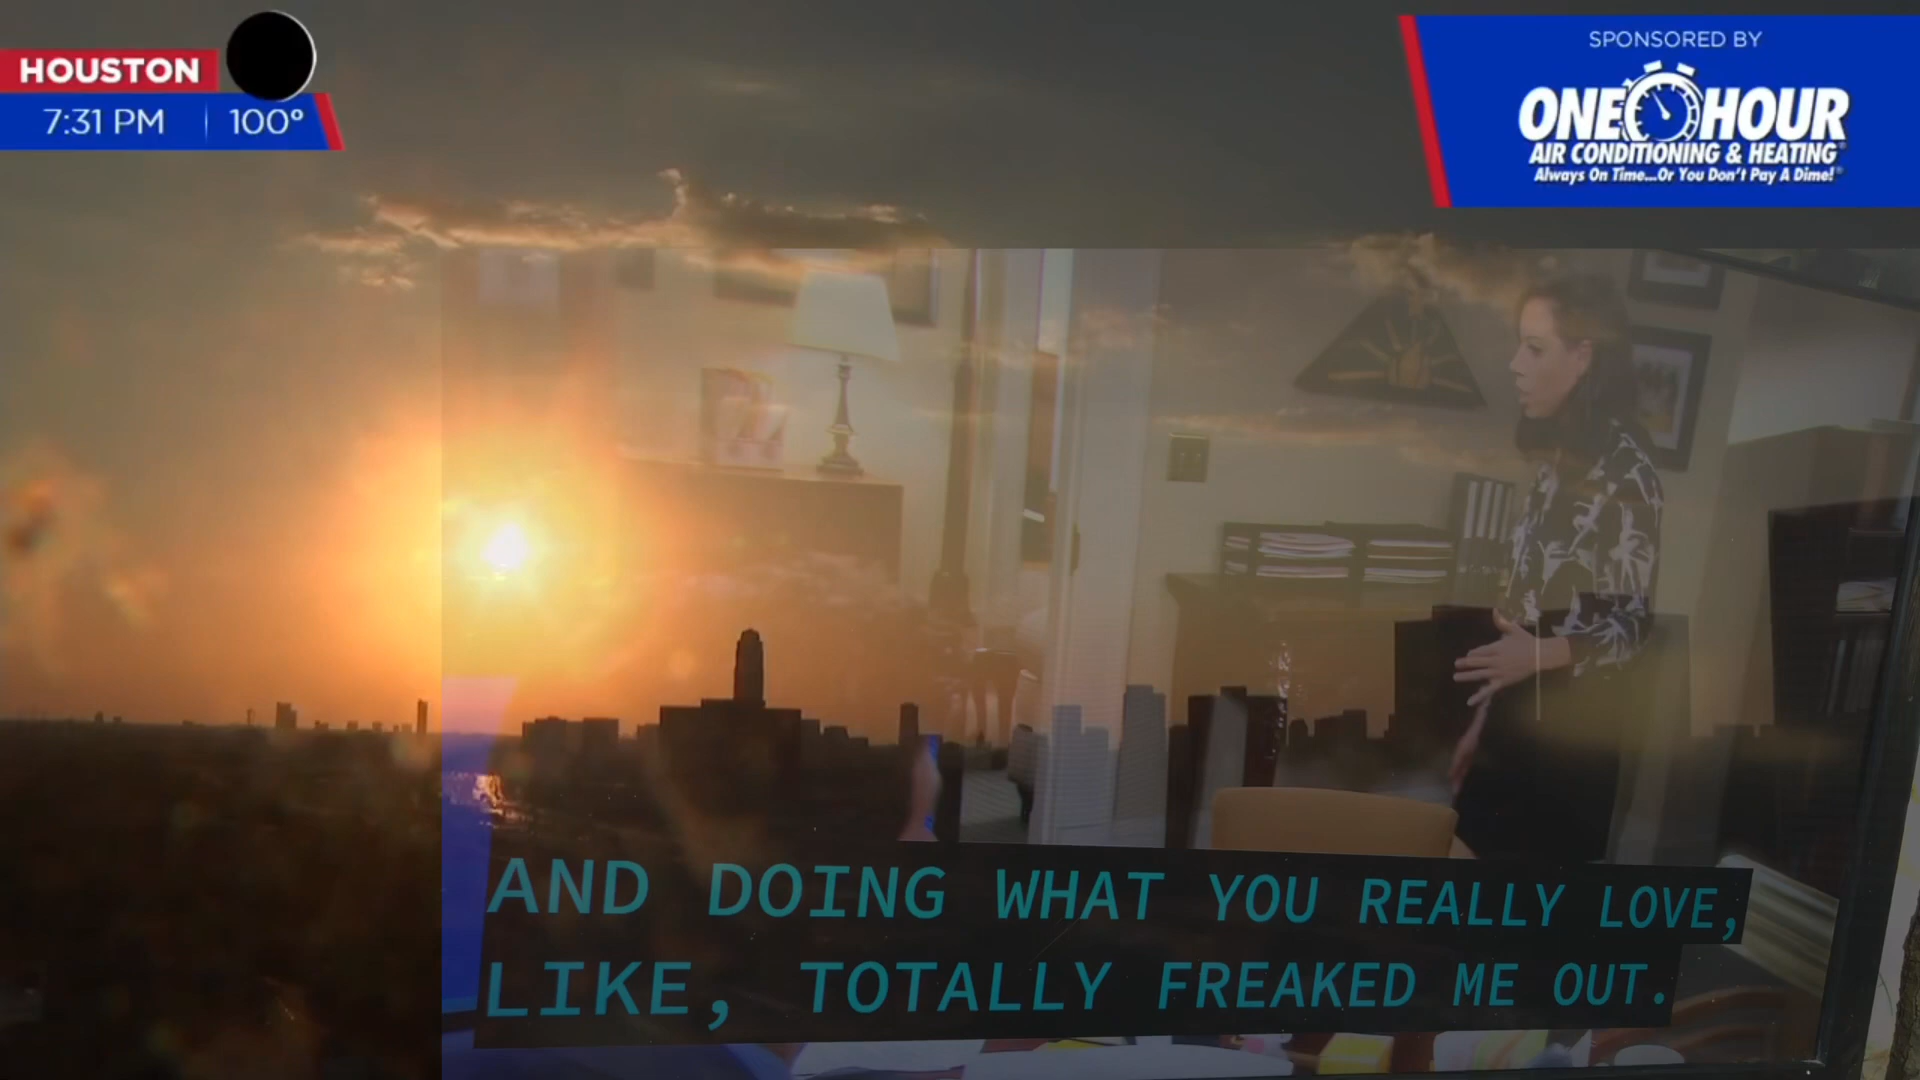 HOUSTON
7:31 PM 100°
SPONSORED BY
ONE HOUR
AIR CONDITIONING & HEATING®
Always On Time...Or You Don't Pay A Dime!®
AND DOING WHAT YOU REALLY LOVE,
LIKE, TOTALLY FREAKED ME OUT.